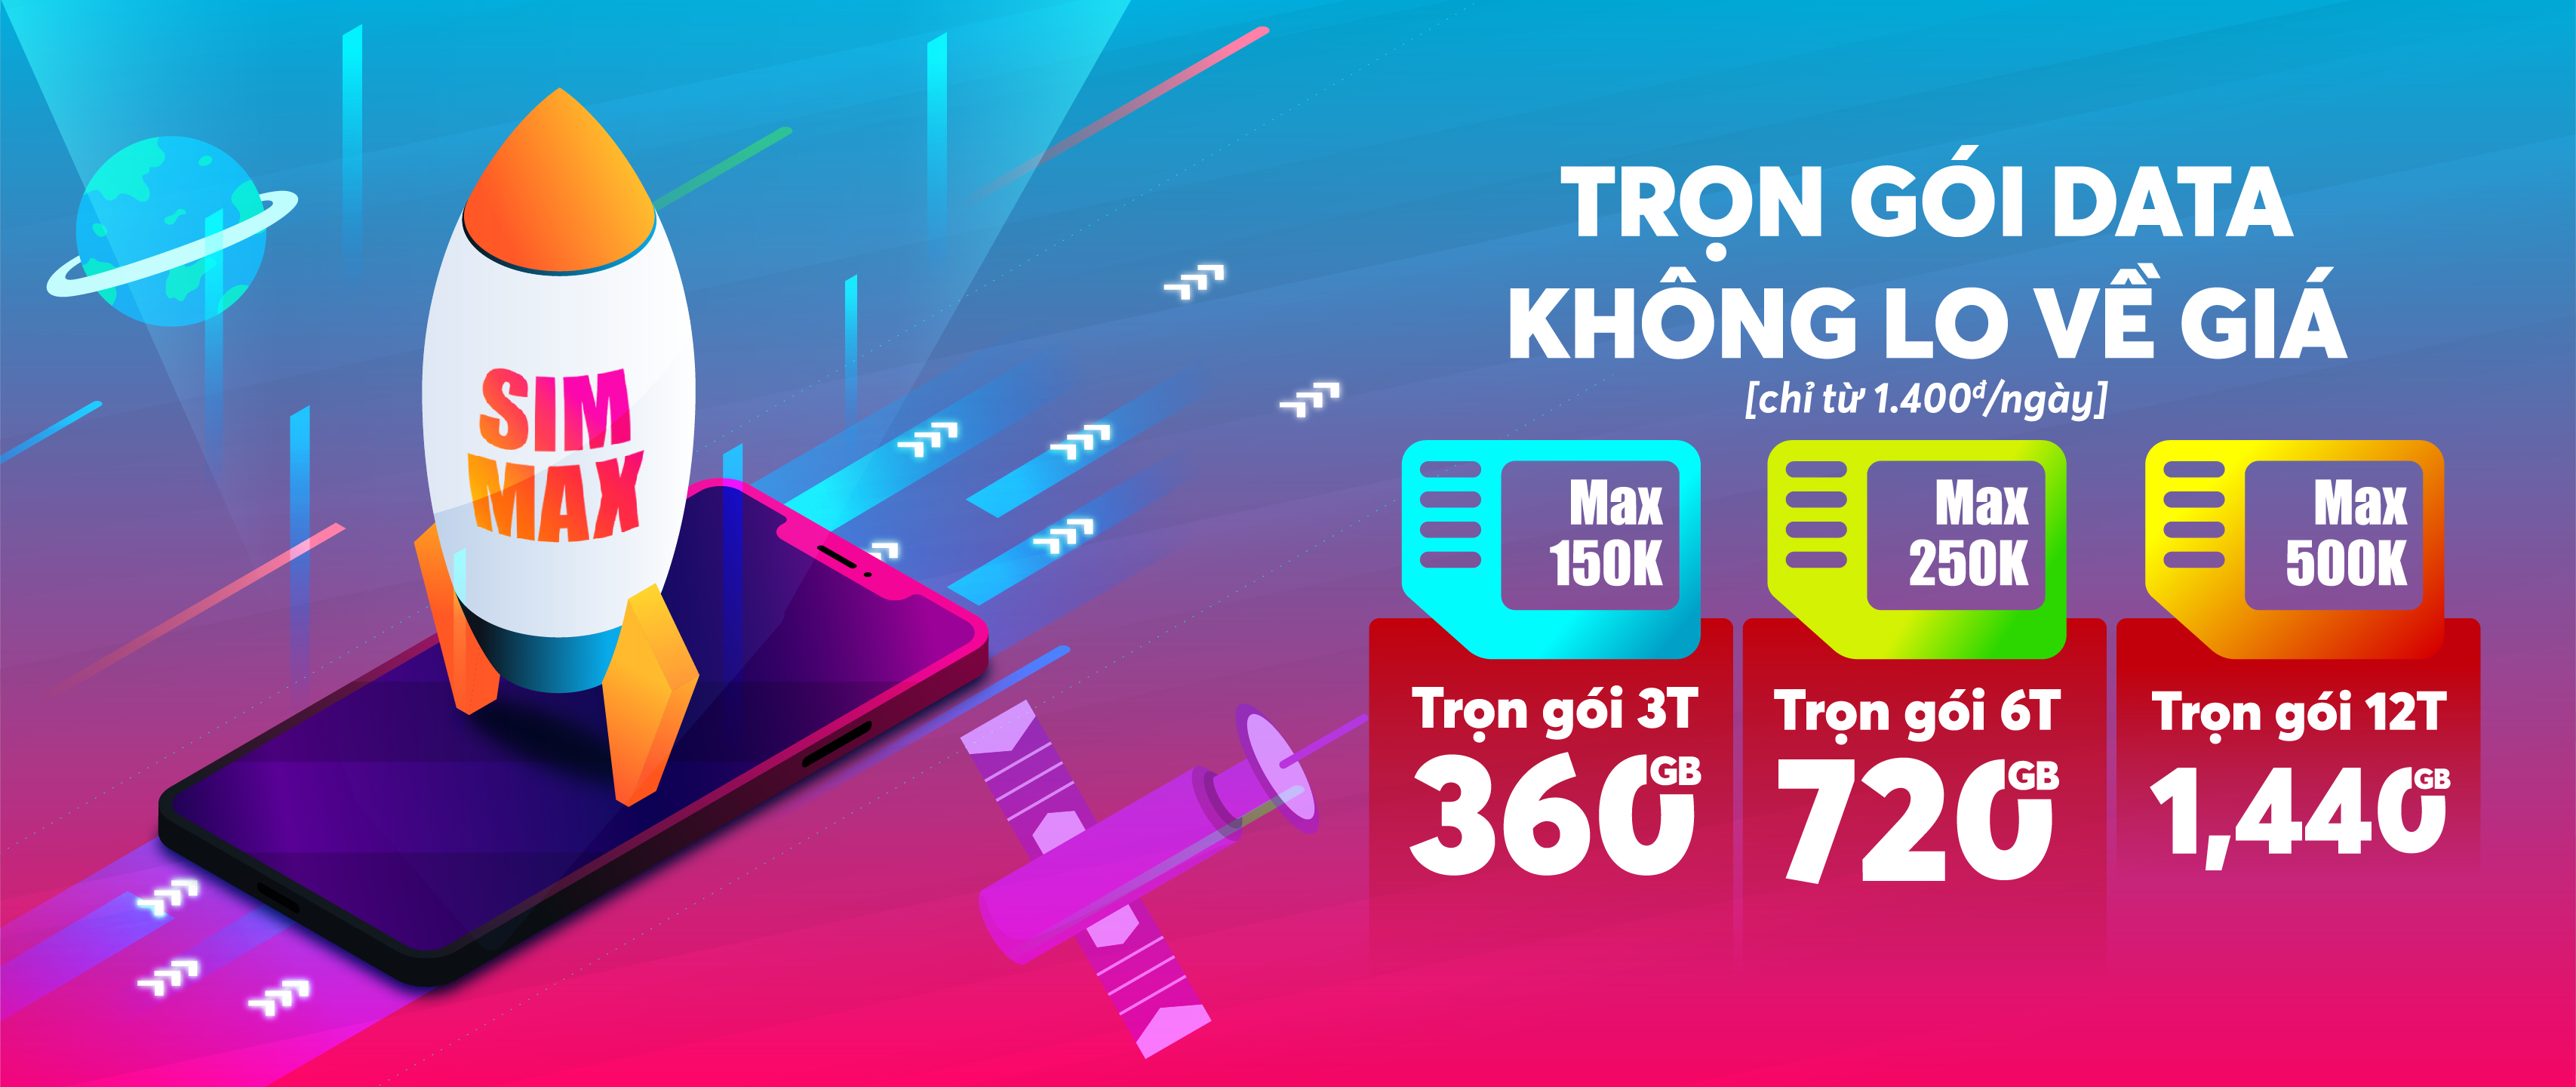 SIM
MAX
TRỌN GÓI DATA
KHÔNG LO VỀ GIÁ
[chỉ từ 1.400đ/ngày]
Max
150K
Trọn gói 3T
360GB
Max
250K
Trọn gói 6T
720GB
Max
500K
Trọn gói 12T
1,440GB